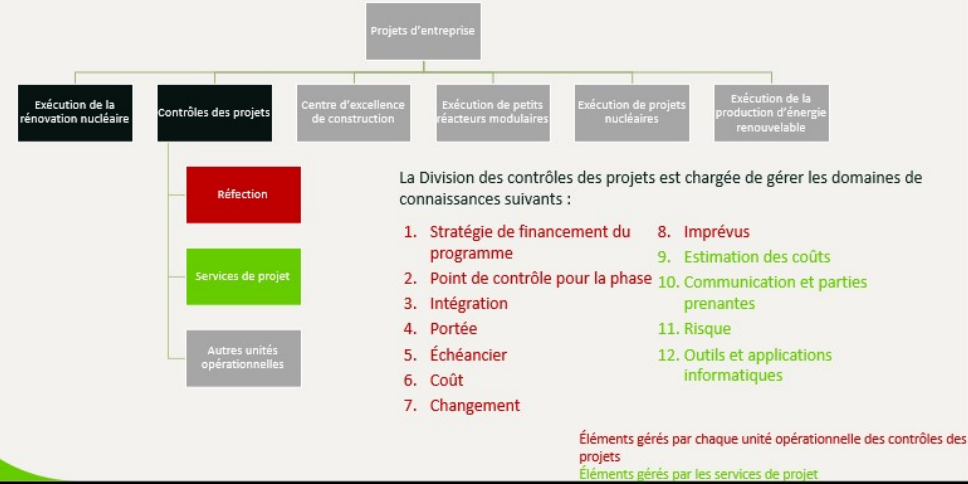 Projets d'entreprise
Exécution de la
rénovation nucléaire
Contrôles des projets
Centre d'excellence
de construction
Exécution de petits
réacteurs modulaires
Exécution de projets
nucléaires
Exécution de la
production d'énergie
renouvelable
Réfection
Services de projet
Autres unités
opérationnelles
La Division des contrôles des projets est chargée de gérer les domaines de
connaissances suivants :
1. Stratégie de financement du
programme
2. Point de contrôle pour la phase
3. Intégration
4. Portée
5. Échéancier
6. Coût
7. Changement
8. Imprévus
9. Estimation des coûts
10. Communication et parties
prenantes
11. Risque
12. Outils et applications
informatiques
Éléments gérés par chaque unité opérationnelle des contrôles des
projets
Éléments gérés par les services de projet